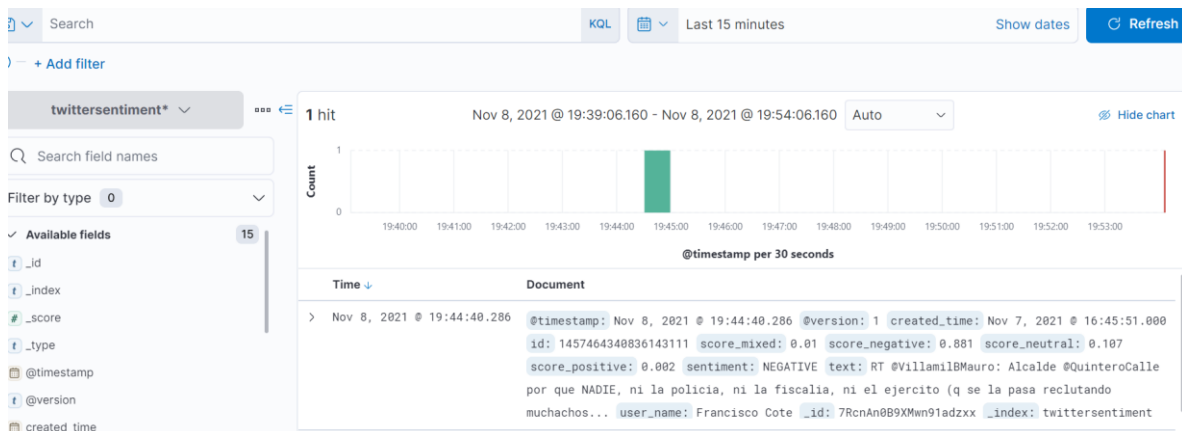 Search KQL Last 15 minutes Show dates Refresh
+ Add filter
twittersentiment*
Search field names
Filter by type 0
Available fields 15
t _id
t _index
# _score
t _type
@timestamp
t @version
created_time
1 hit Nov 8, 2021 @ 19:39:06.160 - Nov 8, 2021 @ 19:54:06.160 Auto Hide chart
Count
1
0
19:40:00 19:41:00 19:42:00 19:43:00 19:44:00 19:45:00 19:46:00 19:47:00 19:48:00 19:49:00 19:50:00 19:51:00 19:52:00 19:53:00
@timestamp per 30 seconds
Time Document
Nov 8, 2021 @ 19:44:40.286 @timestamp: Nov 8, 2021 @ 19:44:40.286 @version: 1 created_time: Nov 7, 2021 @ 16:45:51.000
id: 1457464340836143111 score_mixed: 0.01 score_negative: 0.881 score_neutral: 0.107
score_positive: 0.002 sentiment: NEGATIVE text: RT @VillamilBMauro: Alcalde @QuinteroCalle
por que NADIE, ni la policia, ni la fiscalia, ni el ejercito (q se la pasa reclutando
muchachos... user_name: Francisco Cote _id: 7RcnAn0B9XMwn91adzxx _index: twittersentiment